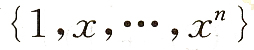 {1, x, ⋯, xⁿ}